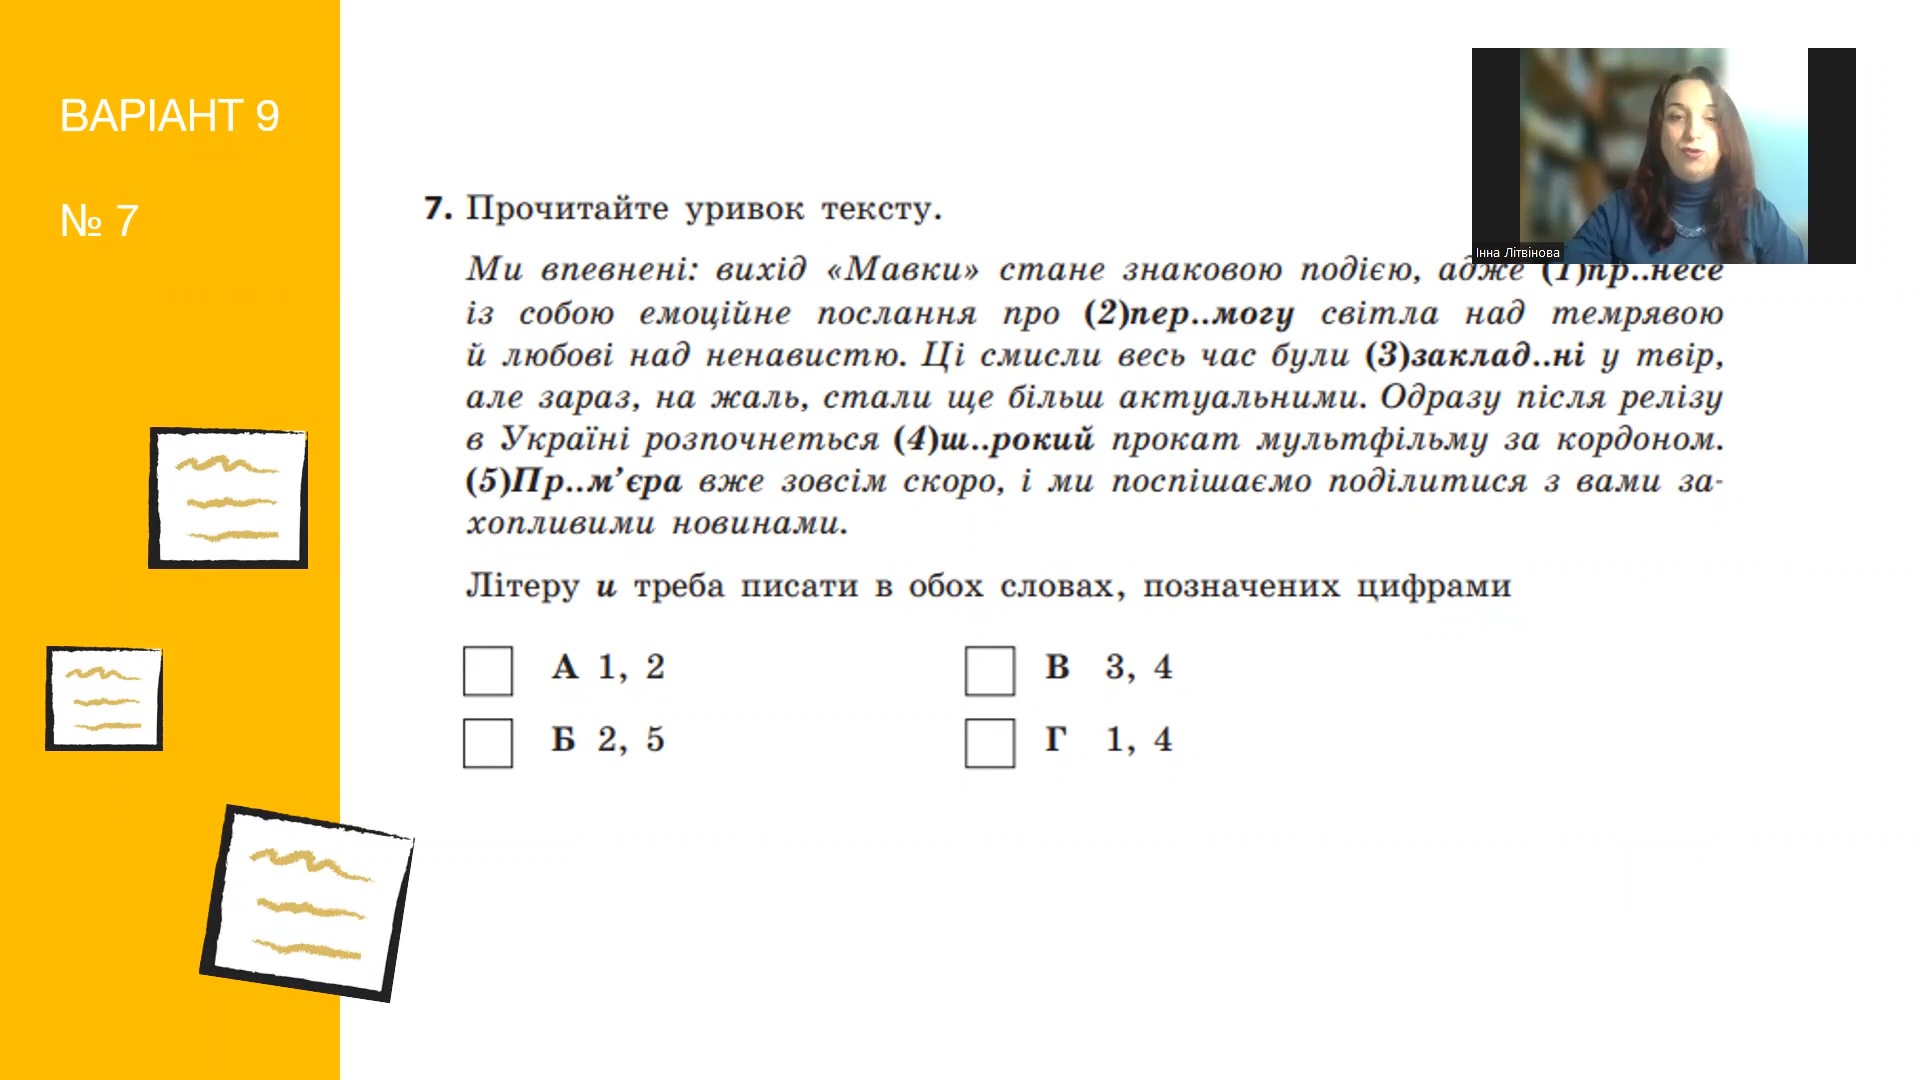 ВАРІАНТ 9
№ 7
Інна Літвінова
7. Прочитайте уривок тексту.
Ми впевнені: вихід «Мавки» стане знаковою подією, адже (1)пр..несе
із собою емоційне послання про (2)пер..могу світла над темрявою
й любові над ненавистю. Ці смисли весь час були (3)заклад..ні у твір,
але зараз, на жаль, стали ще більш актуальними. Одразу після релізу
в Україні розпочнеться (4)ш..рокий прокат мультфільму за кордоном.
(5)Пр..м’єра вже зовсім скоро, і ми поспішаємо поділитися з вами за-
хопливими новинами.
Літеру и треба писати в обох словах, позначених цифрами
А 1, 2
В 3, 4
Б 2, 5
Г 1, 4